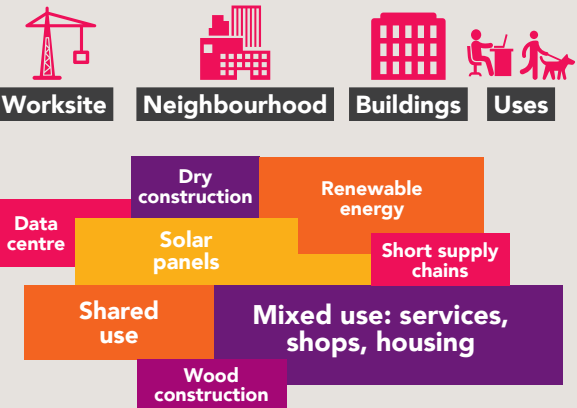 Worksite
Neighbourhood
Buildings
Uses
Dry
construction
Renewable
energy
Data
centre
Solar
panels
Short supply
chains
Shared
use
Mixed use: services,
shops, housing
Wood
construction